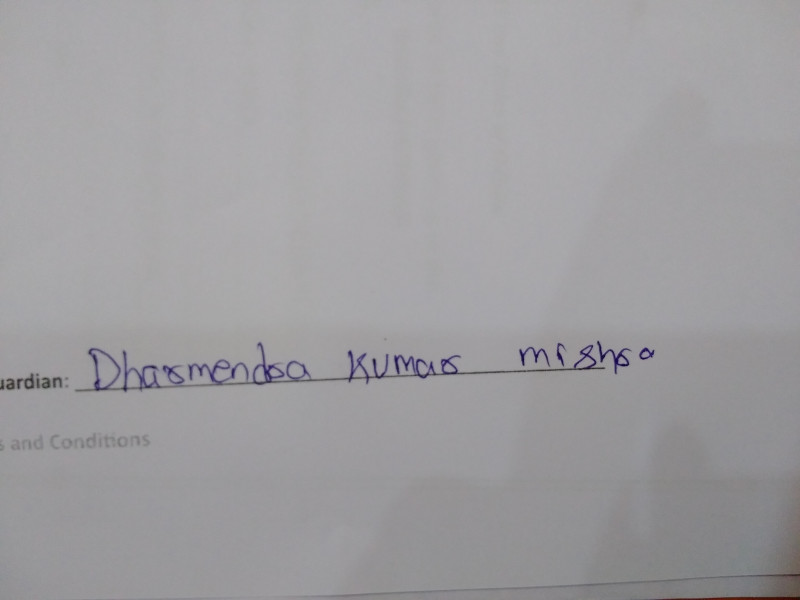 uardian: Dharmendra Kumar Mishra
s and Conditions